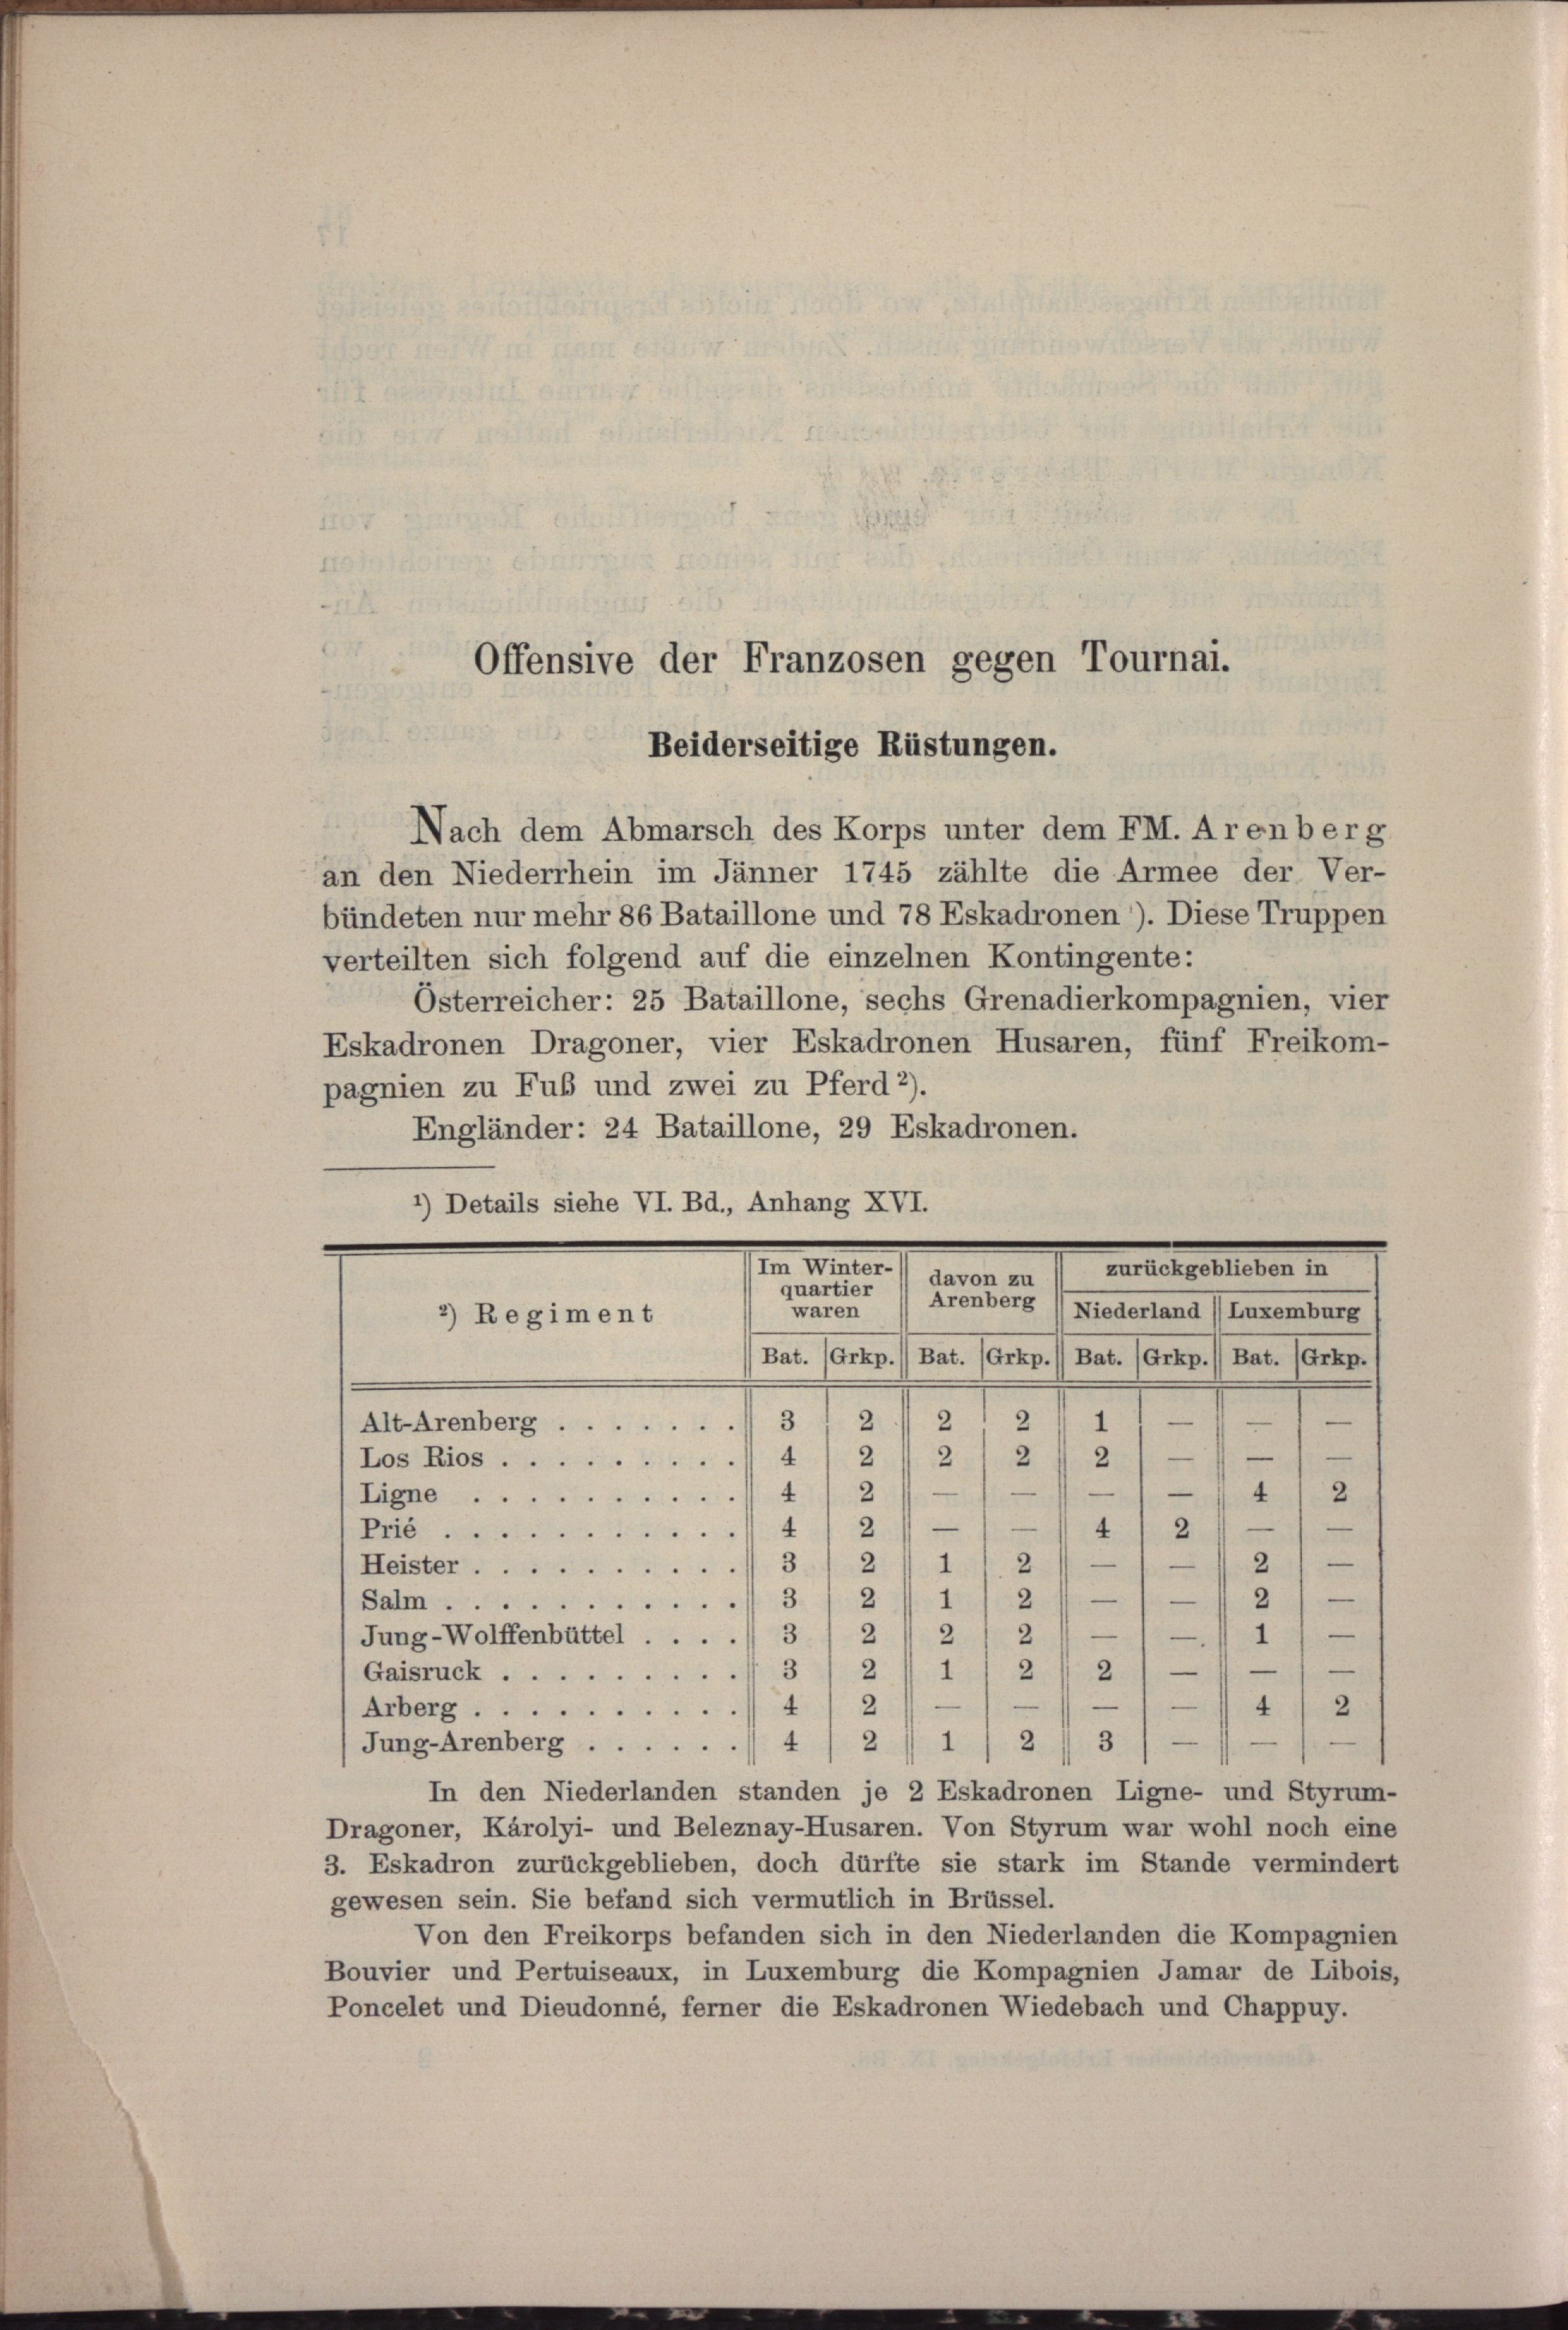 Offensive der Franzosen gegen Tournai.
Beiderseitige Rüstungen.
Nach dem Abmarsch des Korps unter dem FM. Arenberg
an den Niederrhein im Jänner 1745 zählte die Armee der Ver-
bündeten nur mehr 86 Bataillone und 78 Eskadronen ¹). Diese Truppen
verteilten sich folgend auf die einzelnen Kontingente:
Österreicher: 25 Bataillone, sechs Grenadierkompagnien, vier
Eskadronen Dragoner, vier Eskadronen Husaren, fünf Freikom-
pagnien zu Fuß und zwei zu Pferd ²).
Engländer: 24 Bataillone, 29 Eskadronen.
¹) Details siehe VI. Bd., Anhang XVI.
²) Regiment | Im Winter-quartier waren | davon zu Arenberg | zurückgeblieben in
Niederland | Luxemburg
Bat. | Grkp. | Bat. | Grkp. | Bat. | Grkp. | Bat. | Grkp.
Alt-Arenberg . . . . . . . 3 2 2 2 1 — — —
Los Rios . . . . . . . . . 4 2 2 2 2 — — —
Ligne . . . . . . . . . . 4 2 — — — — 4 2
Prié . . . . . . . . . . . 4 2 — — 4 2 — —
Heister . . . . . . . . . . 3 2 1 2 — — 2 —
Salm . . . . . . . . . . . 3 2 1 2 — — 2 —
Jung-Wolffenbüttel . . . . 3 2 2 2 — — 1 —
Gaisruck . . . . . . . . . 3 2 1 2 2 — — —
Arberg . . . . . . . . . . 4 2 — — — — 4 2
Jung-Arenberg . . . . . . 4 2 1 2 3 — — —
In den Niederlanden standen je 2 Eskadronen Ligne- und Styrum-
Dragoner, Károlyi- und Beleznay-Husaren. Von Styrum war wohl noch eine
3. Eskadron zurückgeblieben, doch dürfte sie stark im Stande vermindert
gewesen sein. Sie befand sich vermutlich in Brüssel.
Von den Freikorps befanden sich in den Niederlanden die Kompagnien
Bouvier und Pertuiseaux, in Luxemburg die Kompagnien Jamar de Libois,
Poncelet und Dieudonné, ferner die Eskadronen Wiedebach und Chappuy.